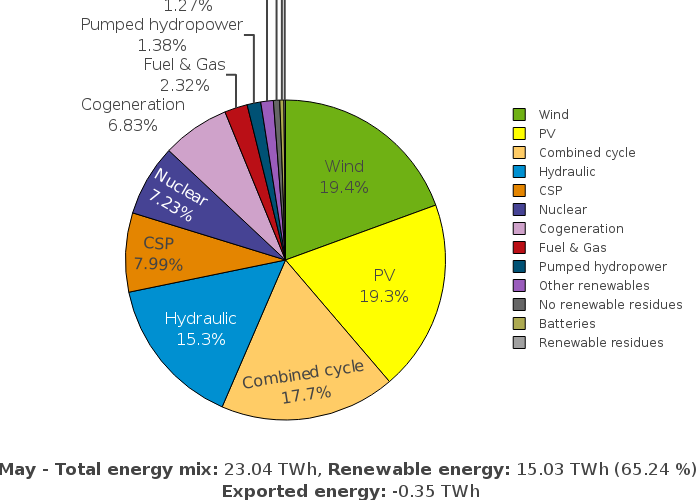 1.27%
Pumped hydropower
1.38%
Fuel & Gas
2.32%
Cogeneration
6.83%
Nuclear
7.23%
CSP
7.99%
Hydraulic
15.3%
Combined cycle
17.7%
PV
19.3%
Wind
19.4%
Wind
PV
Combined cycle
Hydraulic
CSP
Nuclear
Cogeneration
Fuel & Gas
Pumped hydropower
Other renewables
No renewable residues
Batteries
Renewable residues
May - Total energy mix: 23.04 TWh, Renewable energy: 15.03 TWh (65.24 %)
Exported energy: -0.35 TWh